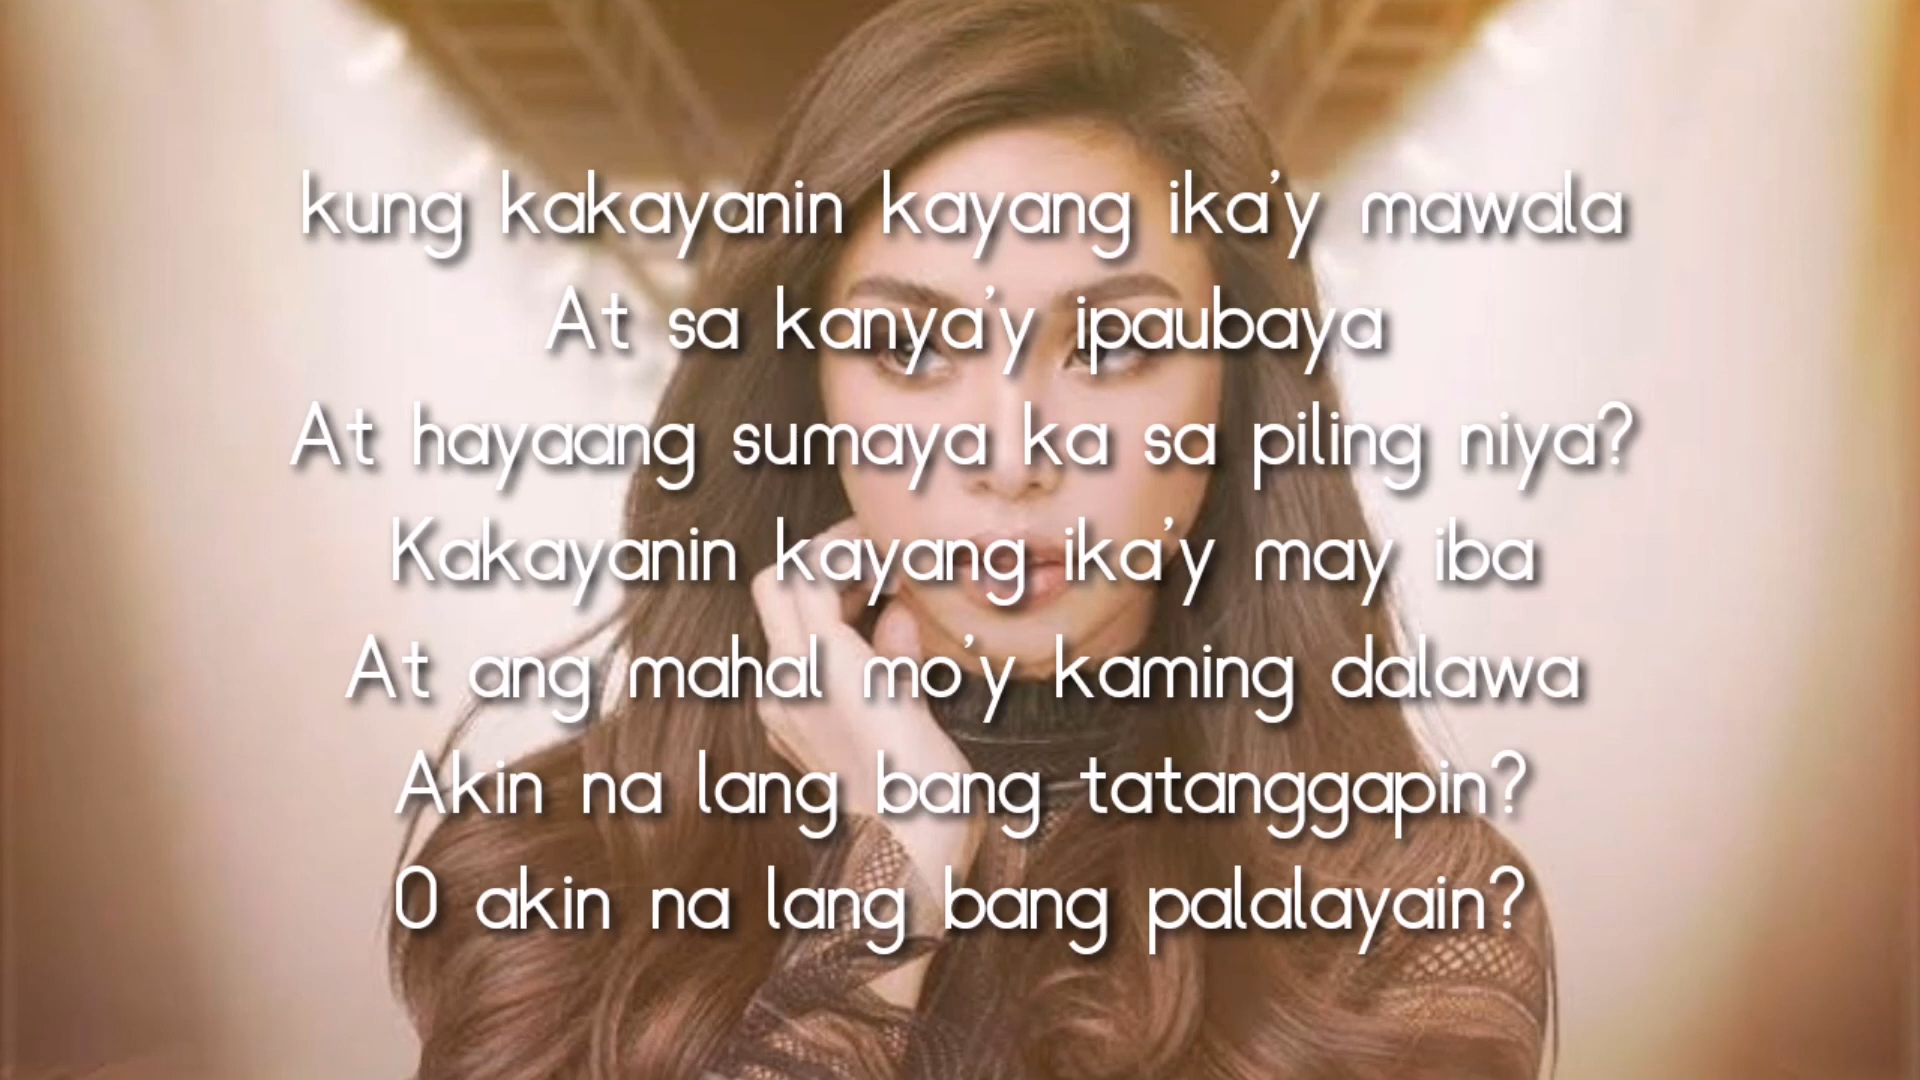 kung kakayanin kayang ika'y mawala
At sa kanya'y ipaubaya
At hayaang sumaya ka sa piling niya?
Kakayanin kayang ika'y may iba
At ang mahal mo'y kaming dalawa
Akin na lang bang tatanggapin?
O akin na lang bang palalayain?